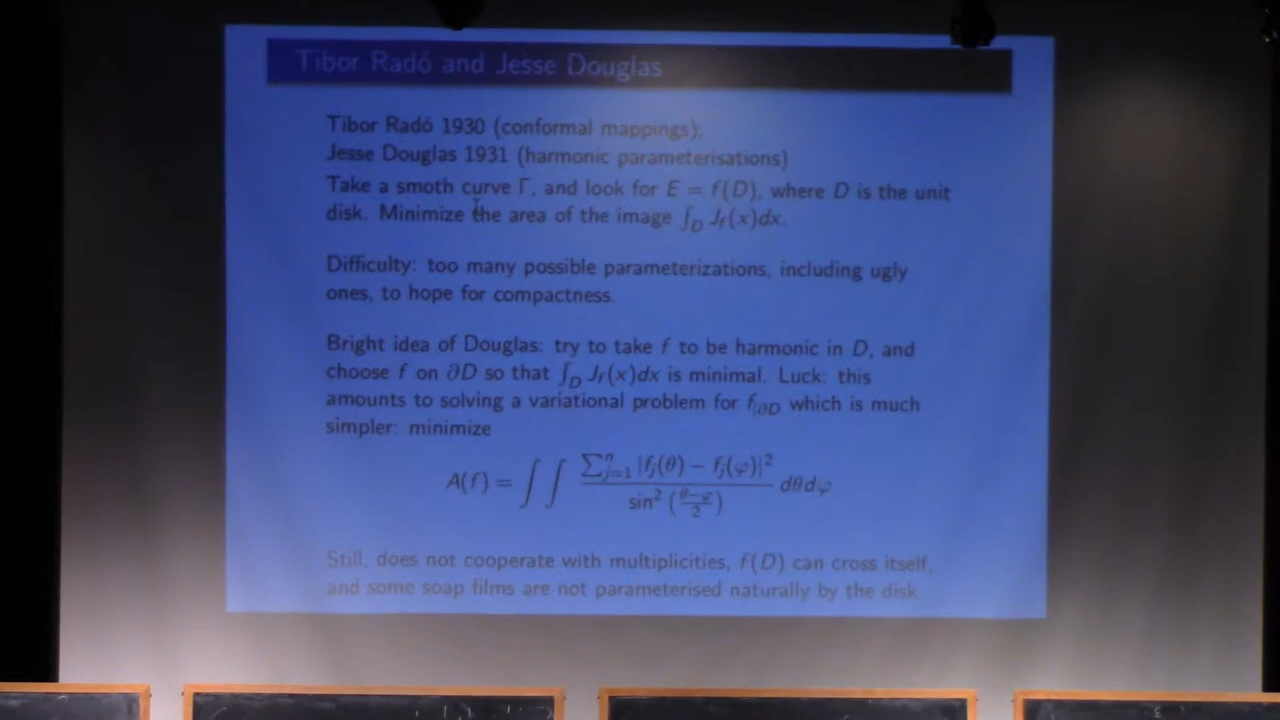 Tibor Radó and Jesse Douglas
Tibor Radó 1930 (conformal mappings);
Jesse Douglas 1931 (harmonic parameterisations)
Take a smoth curve Γ, and look for E = f(D), where D is the unit
disk. Minimize the area of the image ∫_D J_f(x)dx.
Difficulty: too many possible parameterizations, including ugly
ones, to hope for compactness.
Bright idea of Douglas: try to take f to be harmonic in D, and
choose f on ∂D so that ∫_D J_f(x)dx is minimal. Luck: this
amounts to solving a variational problem for f_{|∂D} which is much
simpler: minimize
A(f) = ∫∫ \frac{∑_{j=1}^n |f_j(θ) − f_j(φ)|^2}{sin^2 (\frac{θ−φ}{2})} dθdφ
Still, does not cooperate with multiplicities, f(D) can cross itself,
and some soap films are not parameterised naturally by the disk